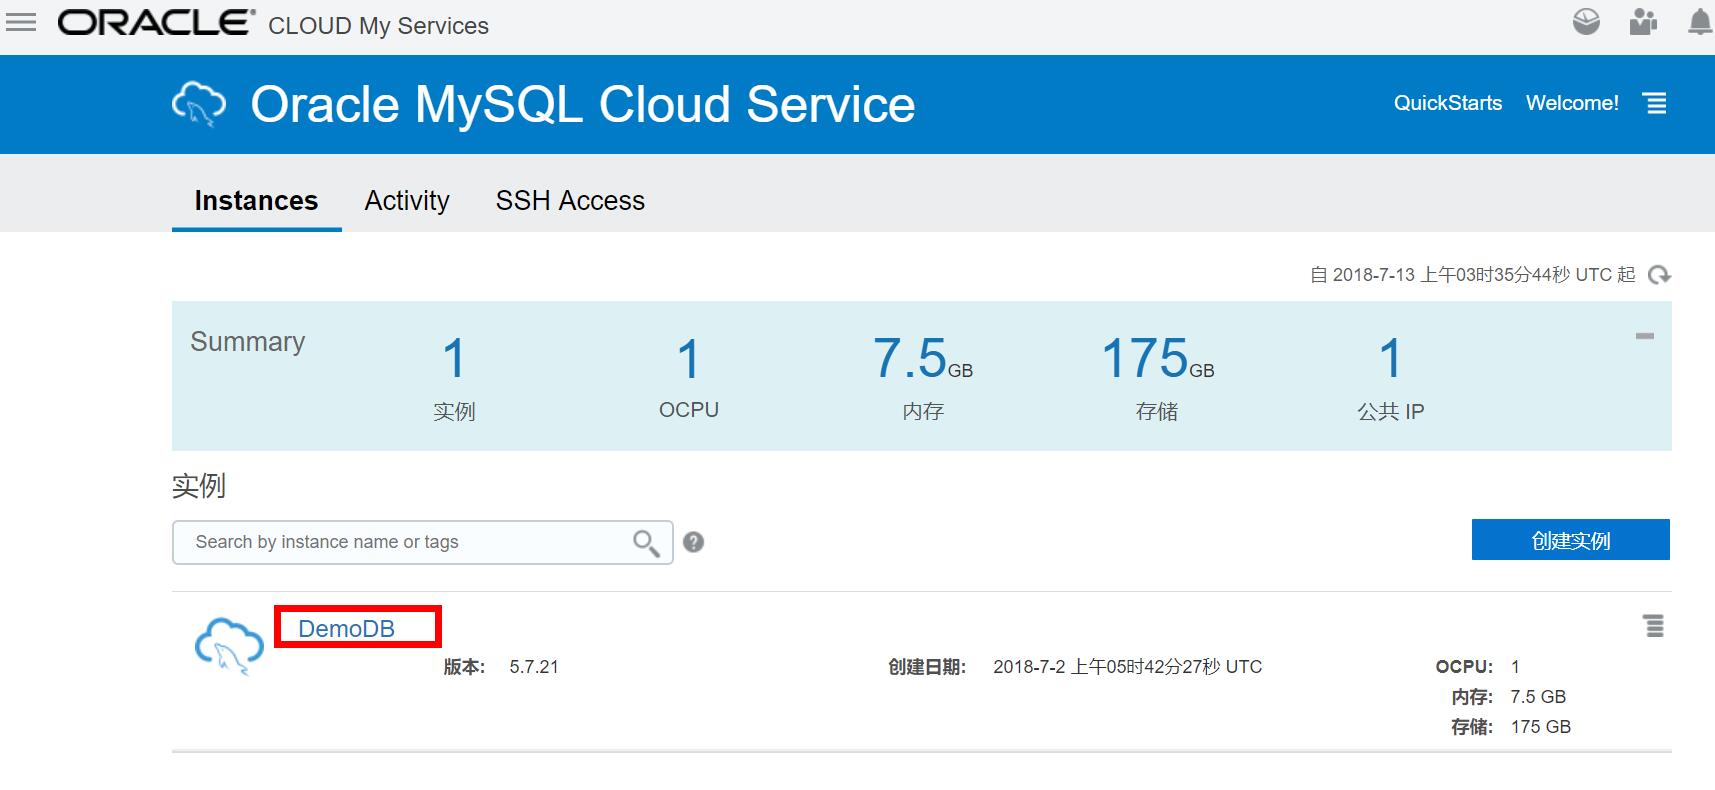 ORACLE® CLOUD My Services
Oracle MySQL Cloud Service
QuickStarts Welcome!
Instances Activity SSH Access
自 2018-7-13 上午03时35分44秒 UTC 起
Summary
1 1 7.5GB 175GB 1
实例 OCPU 内存 存储 公共 IP
实例
Search by instance name or tags ?
创建实例
DemoDB
版本: 5.7.21 创建日期: 2018-7-2 上午05时42分27秒 UTC OCPU: 1
内存: 7.5 GB
存储: 175 GB